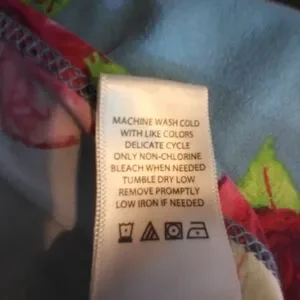 MACHINE WASH COLD
WITH LIKE COLORS
DELICATE CYCLE
ONLY NON-CHLORINE
BLEACH WHEN NEEDED
TUMBLE DRY LOW
REMOVE PROMPTLY
LOW IRON IF NEEDED